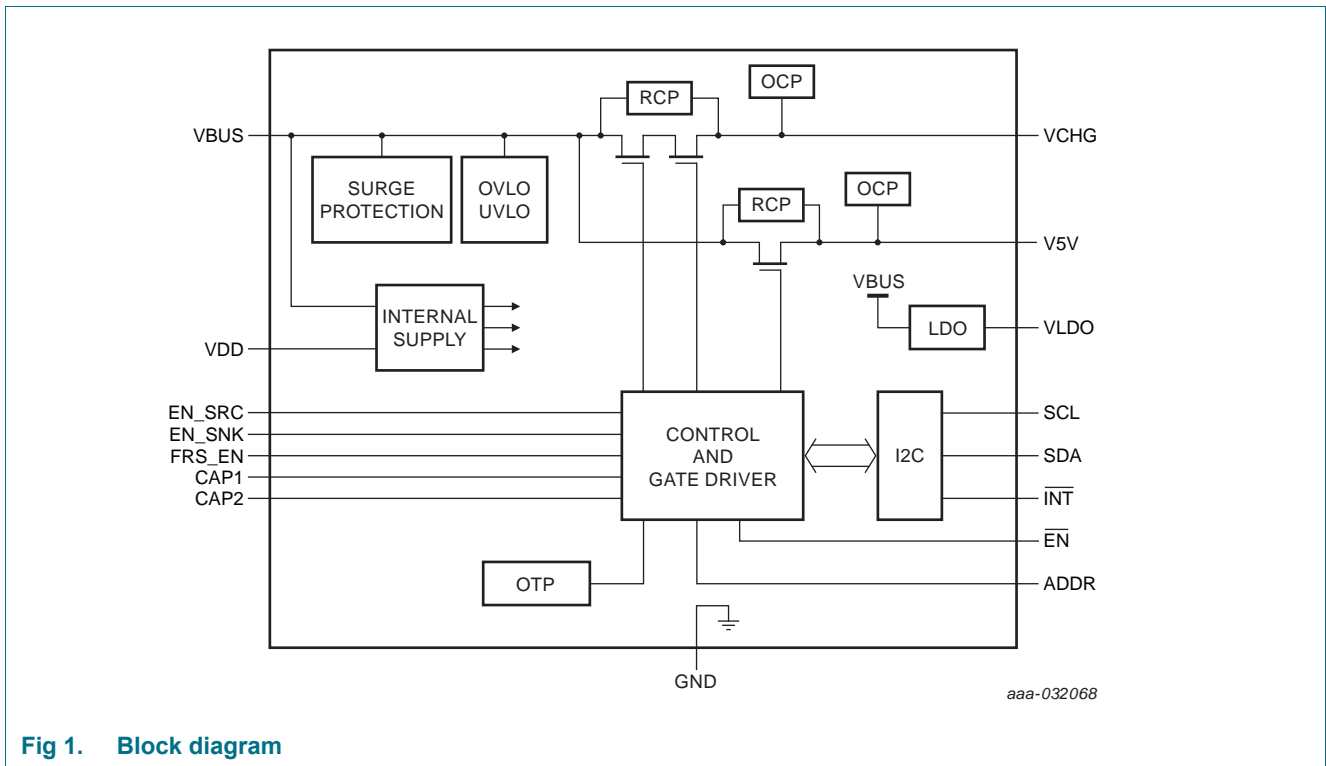 OCP
RCP
VBUS
VCHG
SURGE
PROTECTION
OVLO
UVLO
OCP
RCP
V5V
VBUS
INTERNAL
SUPPLY
LDO
VLDO
VDD
EN_SRC
EN_SNK
FRS_EN
CAP1
CAP2
CONTROL
AND
GATE DRIVER
I2C
SCL
SDA
INT
EN
ADDR
OTP
GND
aaa-032068
Fig 1. Block diagram